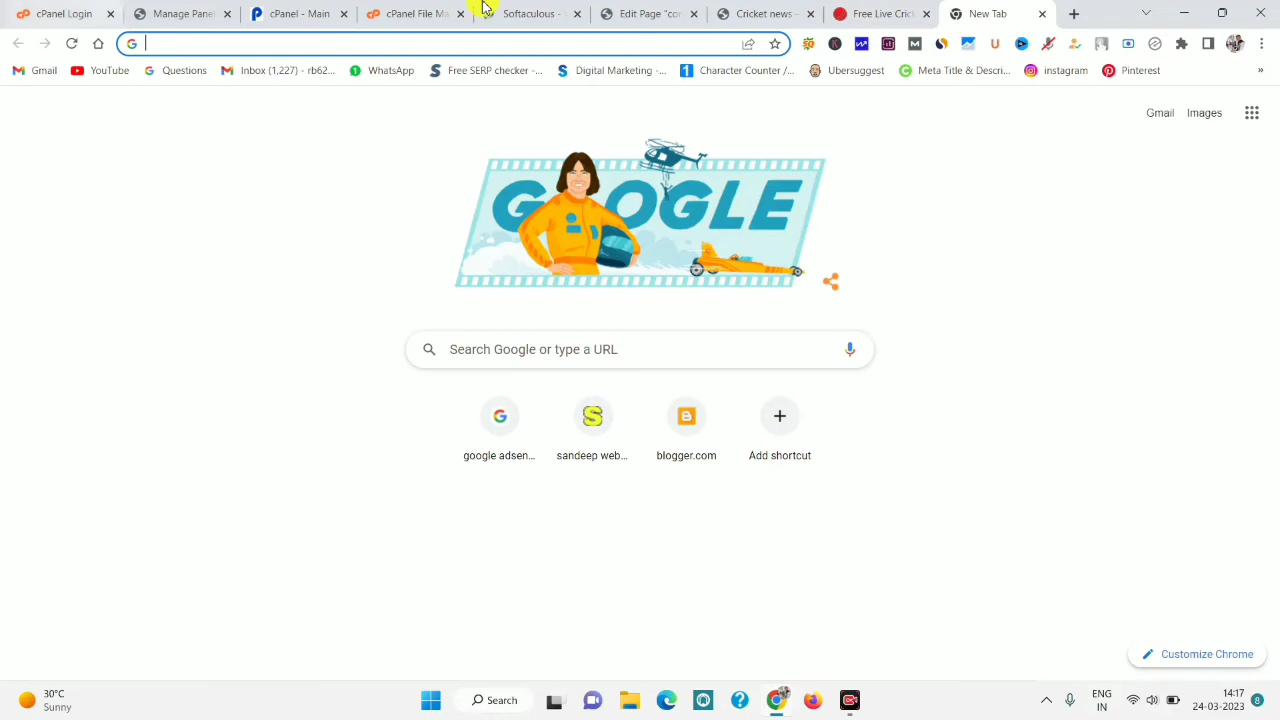 cPanel Login
Manage Pane
cPanel - Main
cPanel File Ma
Softaculous -
Edit Page "cor
Cricket news –
Free Live Cric
New Tab
Gmail
YouTube
Questions
Inbox (1,227) - rb62...
WhatsApp
Free SERP checker -...
Digital Marketing -...
Character Counter /...
Ubersuggest
Meta Title & Descri...
instagram
Pinterest
»
Gmail
Images
GOOGLE
Search Google or type a URL
google adsen...
sandeep web...
blogger.com
Add shortcut
Customize Chrome
30°C
Sunny
Search
ENG
IN
14:17
24-03-2023
8